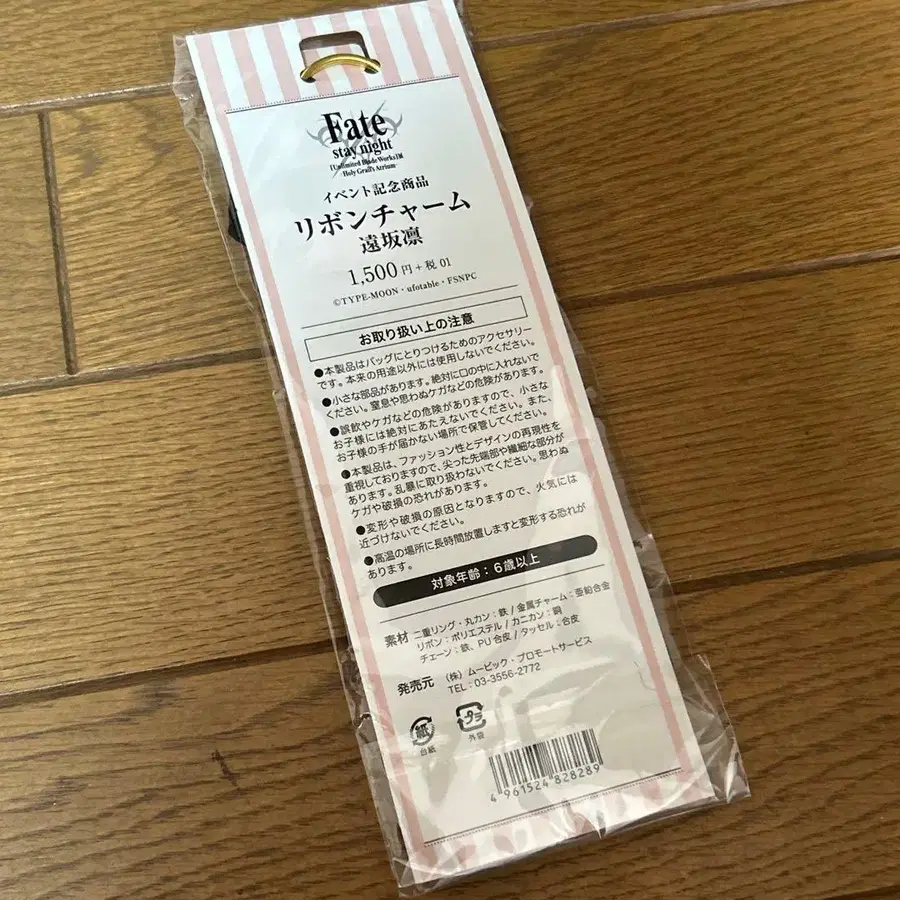 Fate
stay night
[Unlimited Blade Works]
-Holy Grail's Atrium-
イベント記念商品
リボンチャーム
遠坂凛
1,500円+税 01
©TYPE-MOON・ufotable・FSNPC
お取り扱い上の注意
●本製品はバッグにとりつけるためのアクセサリー
です。本来の用途以外には使用しないでください。
●小さな部品があります。絶対に口の中に入れないで
ください。窒息や思わぬケガなどの危険があります。
●誤飲やケガなどの危険がありますので、小さな
お子様には絶対にあたえないでください。また、
お子様の手が届かない場所で保管してください。
●本製品は、ファッション性とデザインの再現性を
重視しておりますので、尖った先端部や繊細な部分が
あります。乱暴に取り扱わないでください。思わぬ
ケガや破損の恐れがあります。
●変形や破損の原因となりますので、火気には
近づけないでください。
●高温の場所に長時間放置しますと変形する恐れが
あります。
対象年齢:6歳以上
素材 二重リング・丸カン:鉄/金属チャーム:亜鉛合金
リボン:ポリエステル/カニカン:銅
チェーン:鉄、PU合皮/タッセル:合皮
発売元 (株)ムービック・プロモートサービス
TEL:03-3556-2772
紙 プラ
台紙 外袋
4 961524 828289